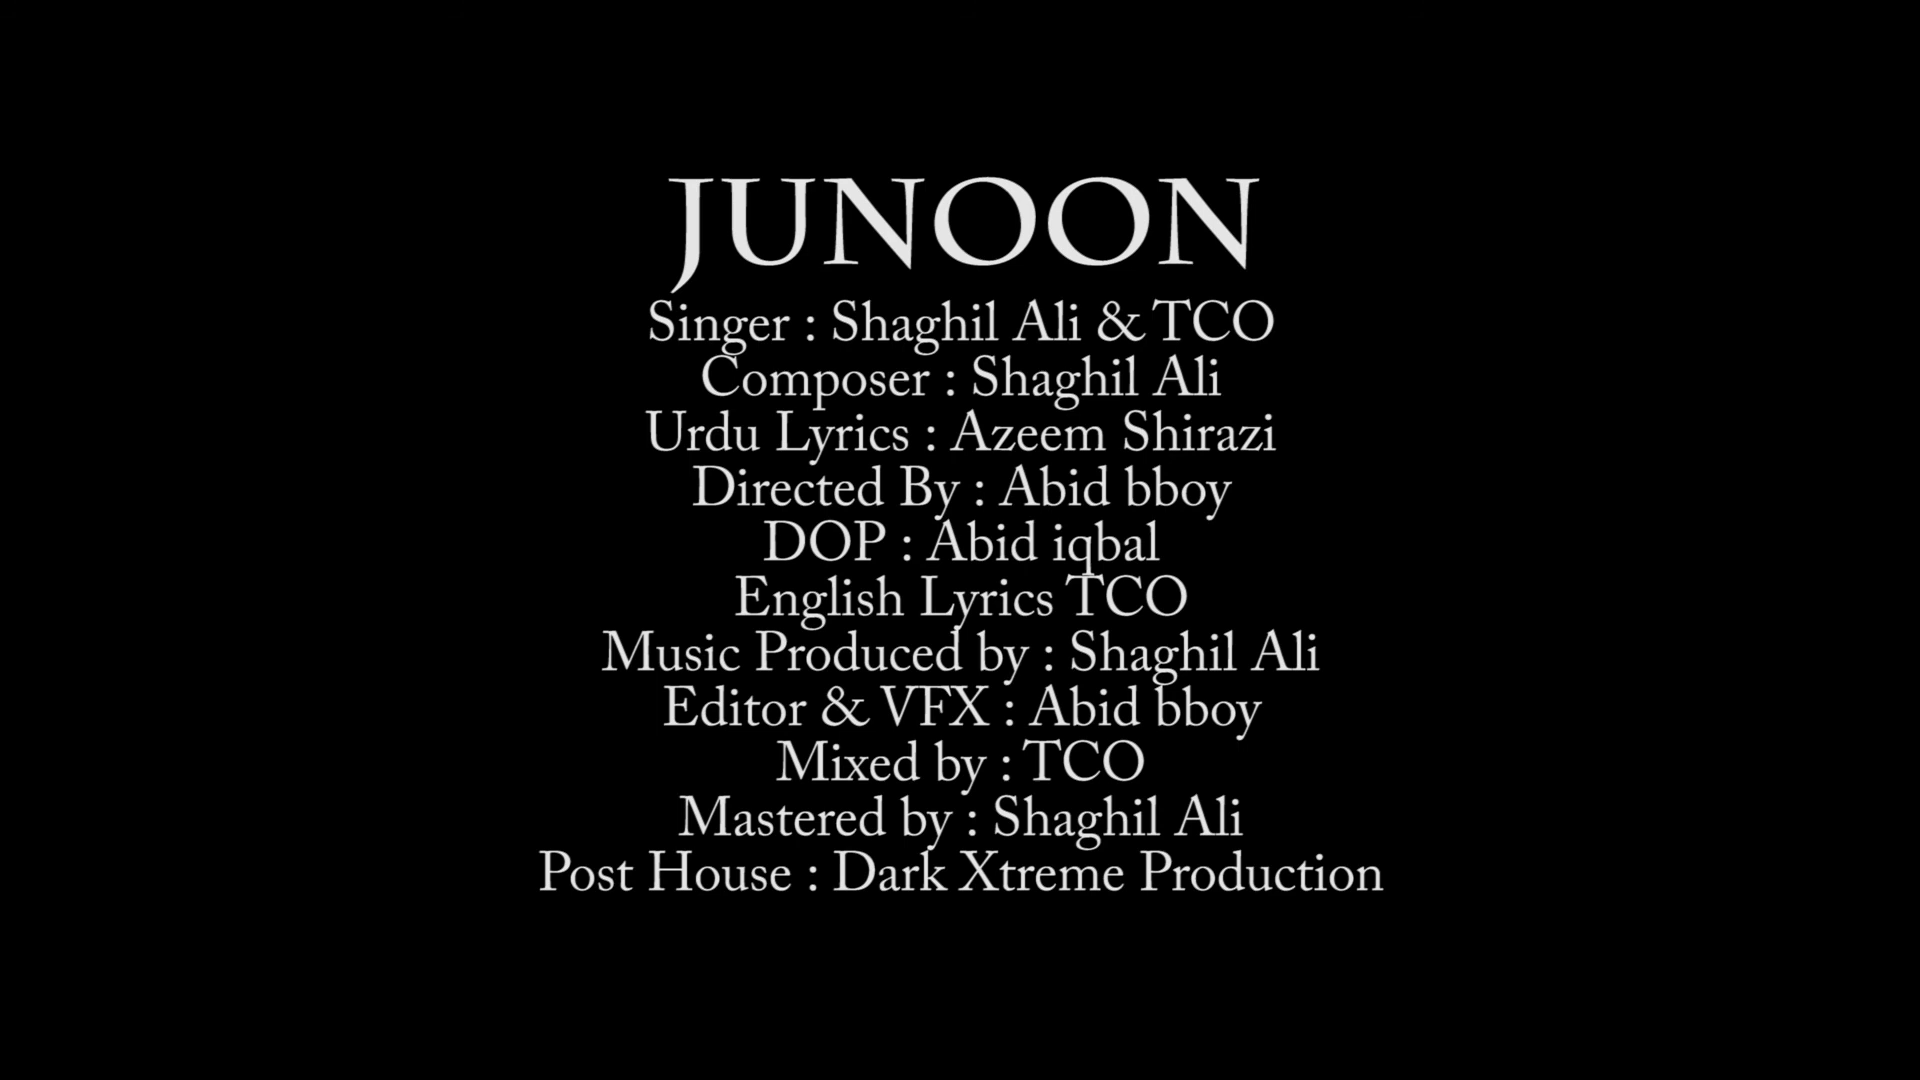 JUNOON
Singer : Shaghil Ali & TCO
Composer : Shaghil Ali
Urdu Lyrics : Azeem Shirazi
Directed By : Abid bboy
DOP : Abid iqbal
English Lyrics TCO
Music Produced by : Shaghil Ali
Editor & VFX : Abid bboy
Mixed by : TCO
Mastered by : Shaghil Ali
Post House : Dark Xtreme Production